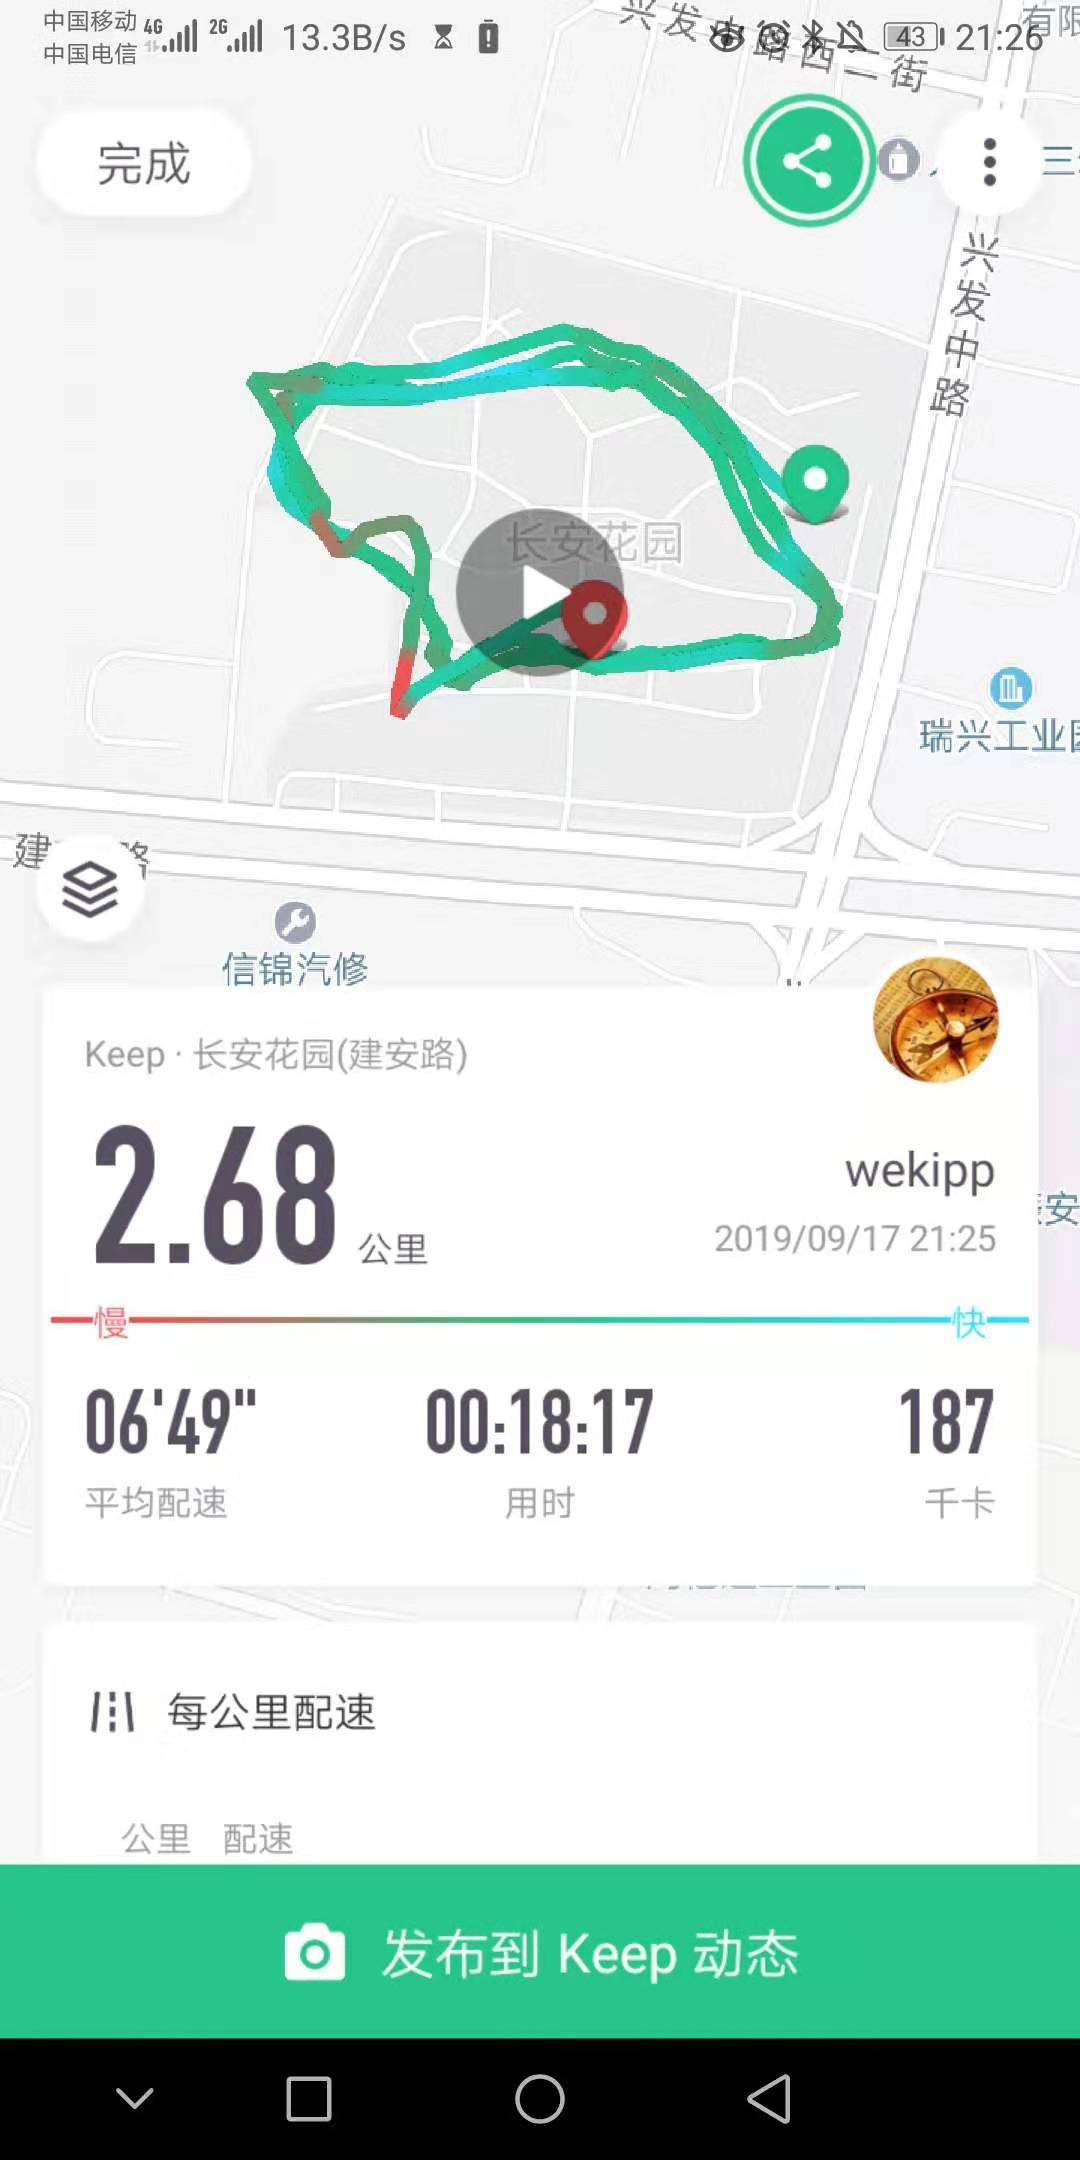 中国移动 4G 2G 13.3B/s 43 21:26
中国电信
兴发中路西二街
有限
完成
三
兴发中路
长安花园
瑞兴工业园
建
路
信锦汽修
Keep · 长安花园(建安路)
2.68 公里
wekipp
2019/09/17 21:25
安
慢 快
06'49" 00:18:17 187
平均配速 用时 千卡
每公里配速
公里 配速
发布到 Keep 动态